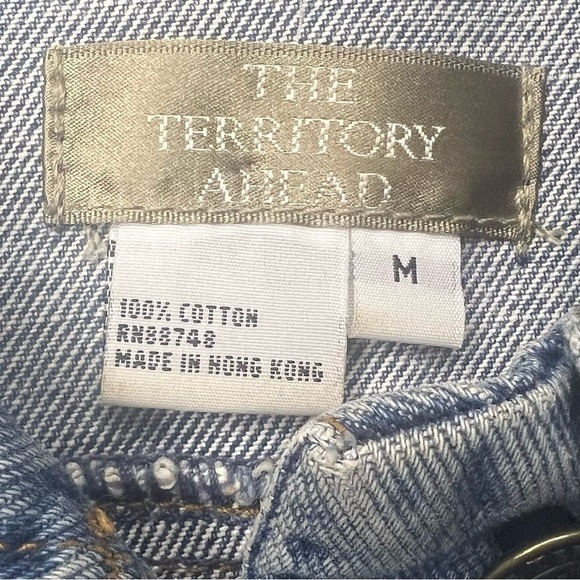 THE
TERRITORY
AHEAD
M
100% COTTON
RN88748
MADE IN HONG KONG